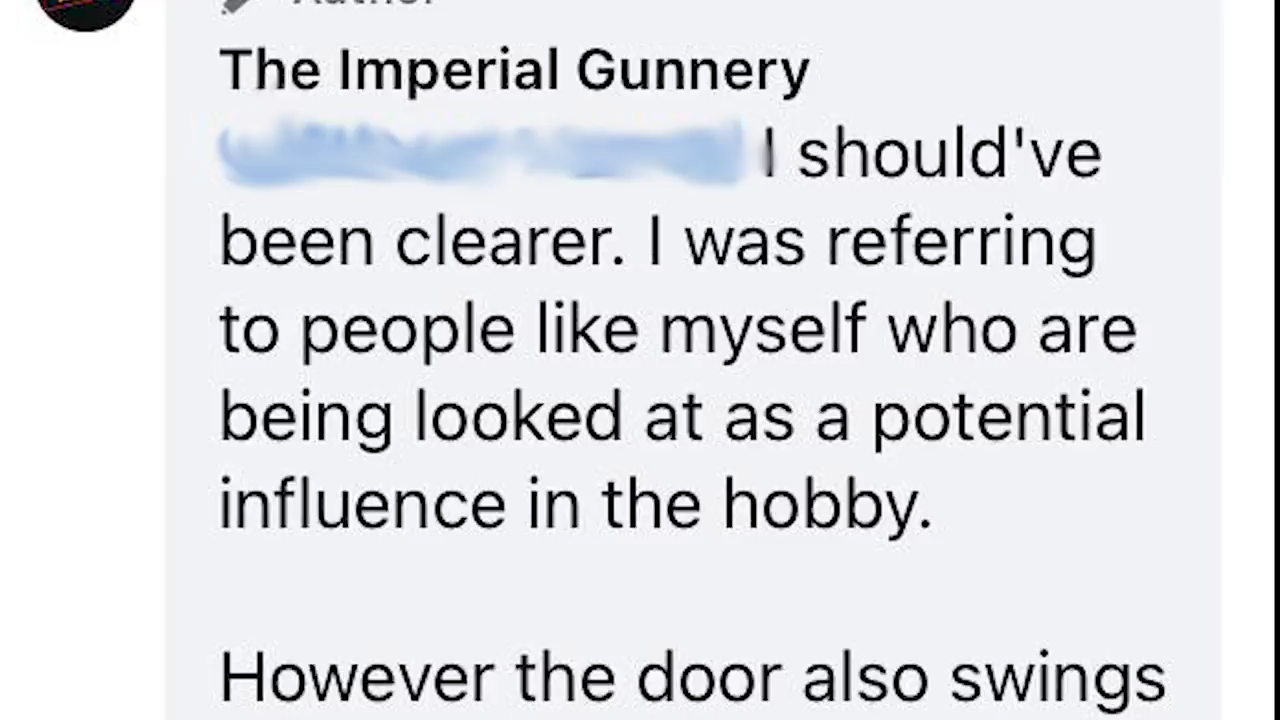 The Imperial Gunnery
I should've
been clearer. I was referring
to people like myself who are
being looked at as a potential
influence in the hobby.
However the door also swings